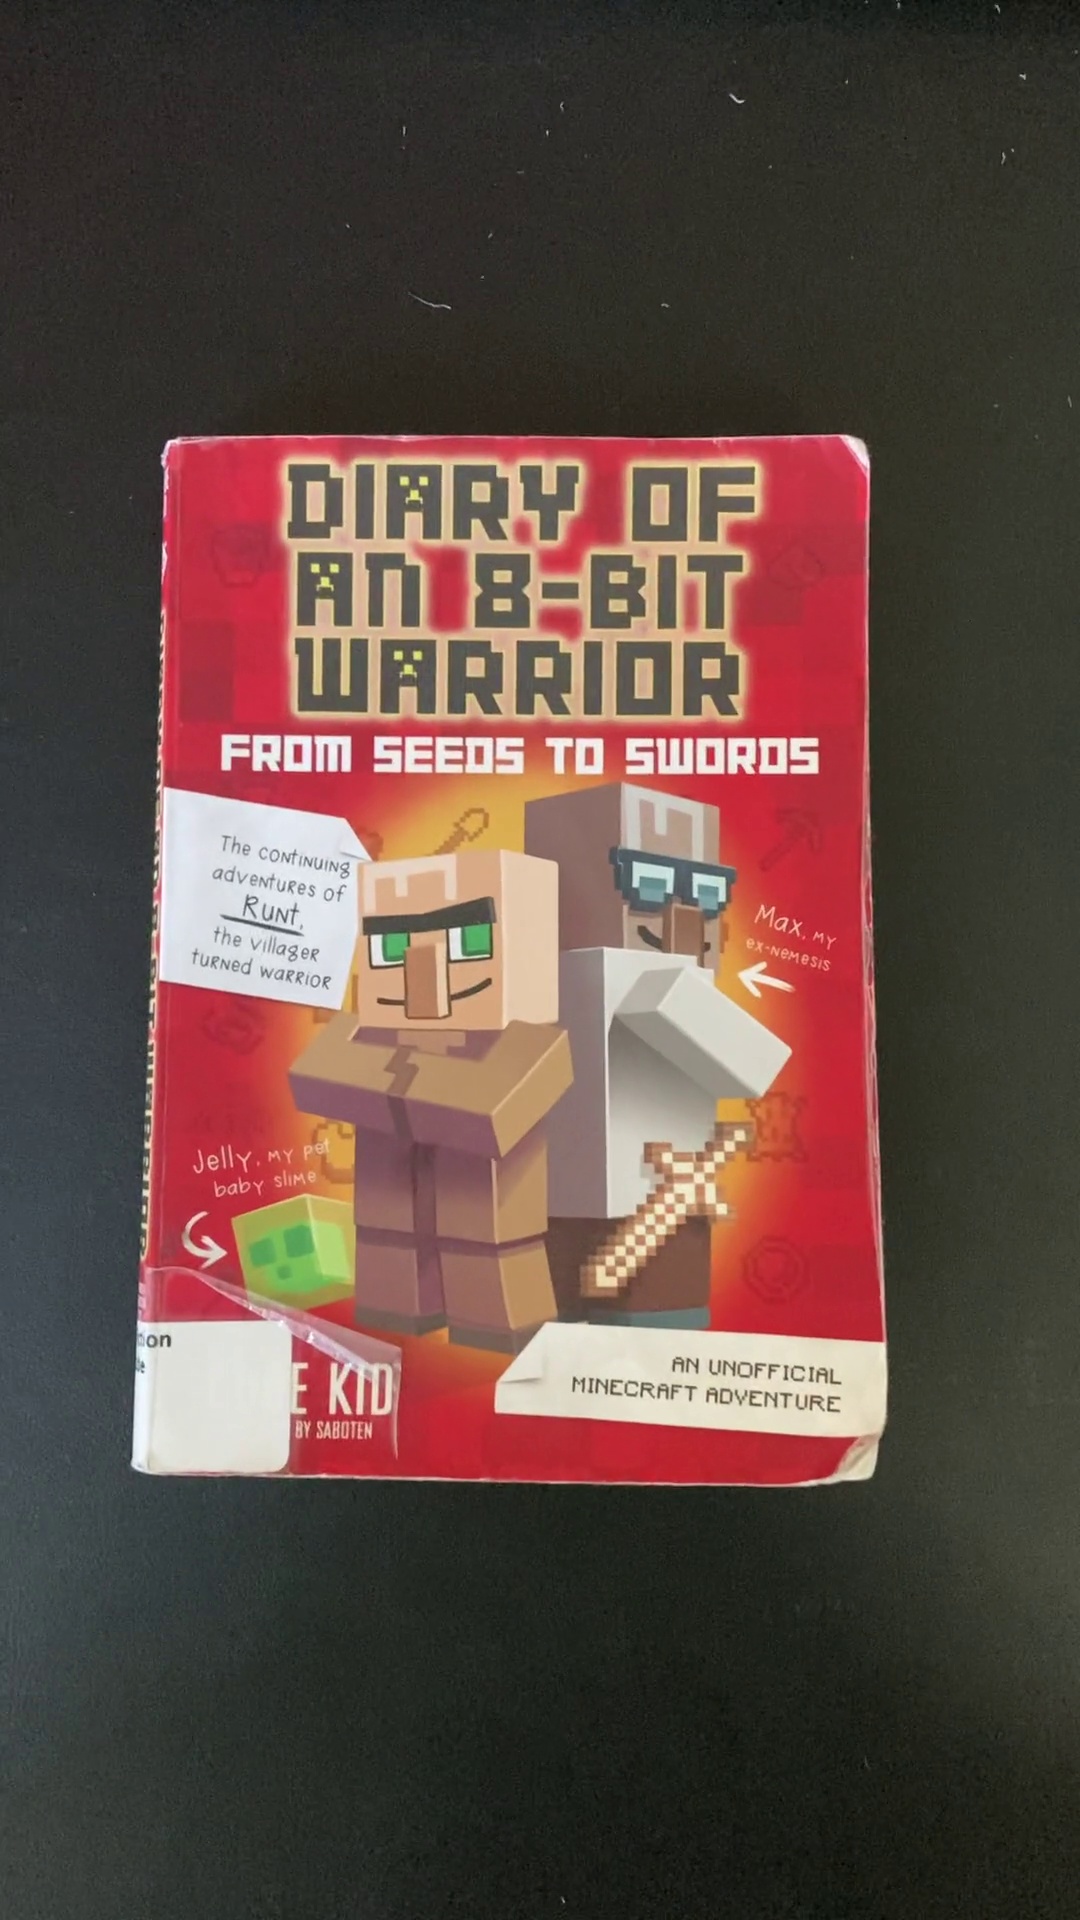 DIARY OF
AN 8-BIT
WARRIOR
FROM SEEDS TO SWORDS
The continuing
adventures of
Runt,
the villager
turned warrior
Max, my
ex-nemesis
Jelly, my pet
baby slime
KID
BY SABOTEN
AN UNOFFICIAL
MINECRAFT ADVENTURE